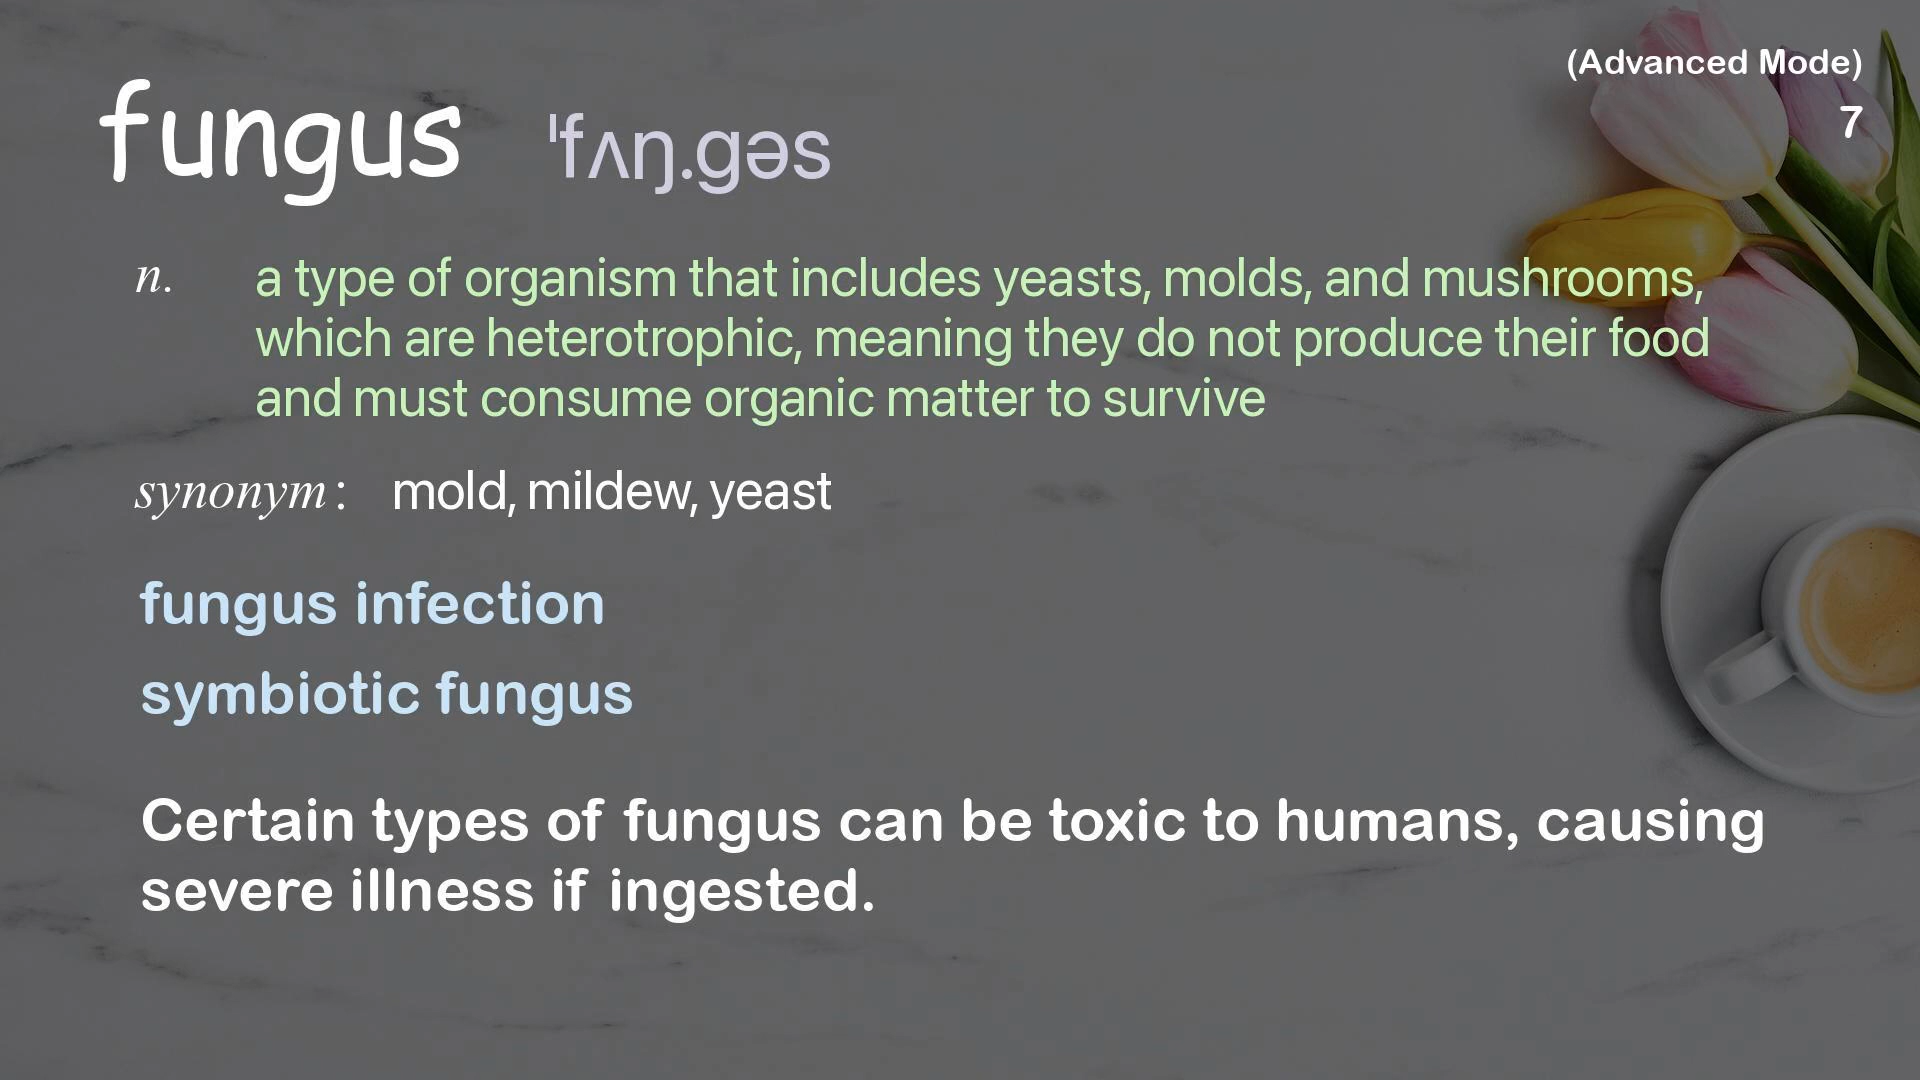 (Advanced Mode)
7
fungus ˈfʌŋ.gəs
n. a type of organism that includes yeasts, molds, and mushrooms,
which are heterotrophic, meaning they do not produce their food
and must consume organic matter to survive
synonym: mold, mildew, yeast
fungus infection
symbiotic fungus
Certain types of fungus can be toxic to humans, causing
severe illness if ingested.